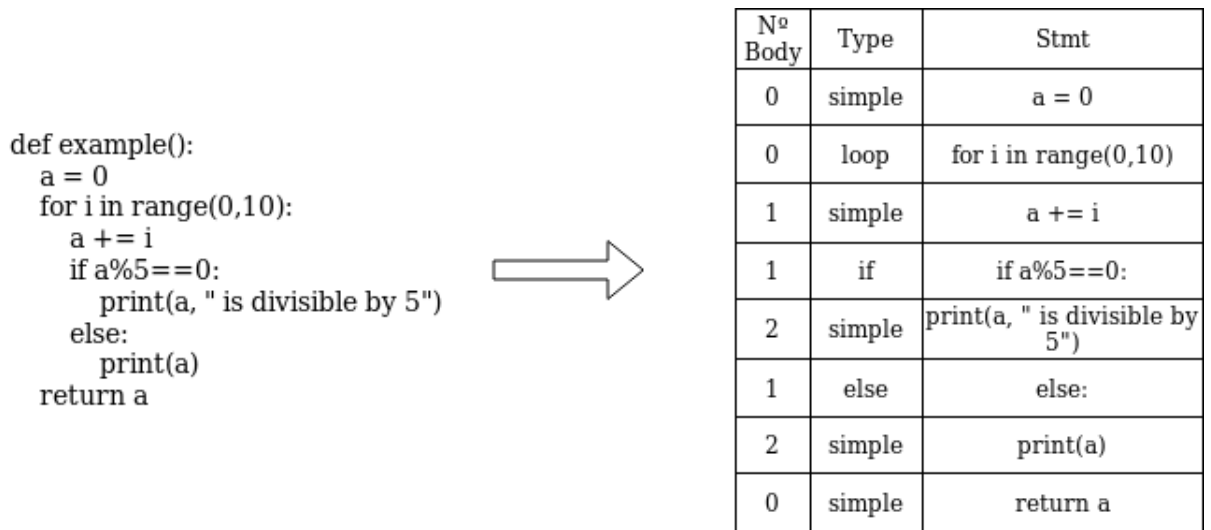 def example():
a = 0
for i in range(0,10):
a += i
if a%5==0:
print(a, " is divisible by 5")
else:
print(a)
return a
Nº Body Type Stmt
0 simple a = 0
0 loop for i in range(0,10)
1 simple a += i
1 if if a%5==0:
2 simple print(a, " is divisible by 5")
1 else else:
2 simple print(a)
0 simple return a